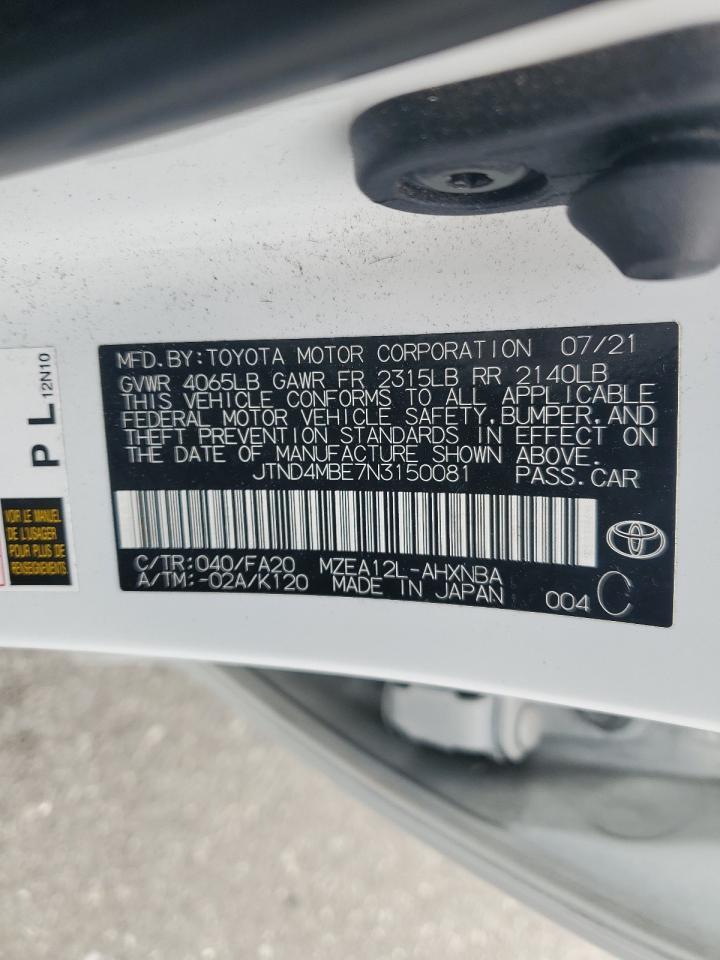 MFD.BY:TOYOTA MOTOR CORPORATION 07/21
GVWR 4065LB GAWR FR 2315LB RR 2140LB
THIS VEHICLE CONFORMS TO ALL APPLICABLE
FEDERAL MOTOR VEHICLE SAFETY,BUMPER,AND
THEFT PREVENTION STANDARDS IN EFFECT ON
THE DATE OF MANUFACTURE SHOWN ABOVE.
JTND4MBE7N3150081 PASS.CAR
C/TR:040/FA20 MZEA12L-AHXNBA
A/TM:-02A/K120 MADE IN JAPAN 004 C
P L 12N10
VOIR LE MANUEL
DE L'USAGER
POUR PLUS DE
RENSEIGNEMENTS